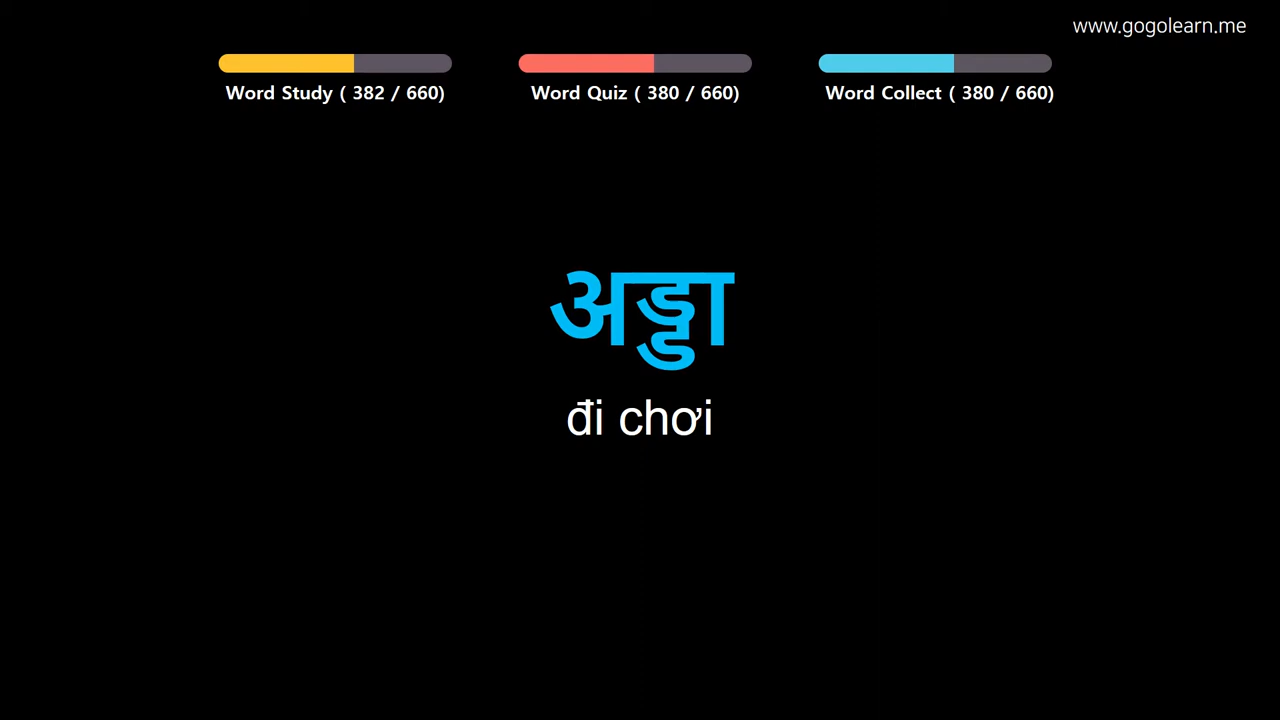 www.gogolearn.me
Word Study ( 382 / 660)
Word Quiz ( 380 / 660)
Word Collect ( 380 / 660)
अड्डा
đi chơi